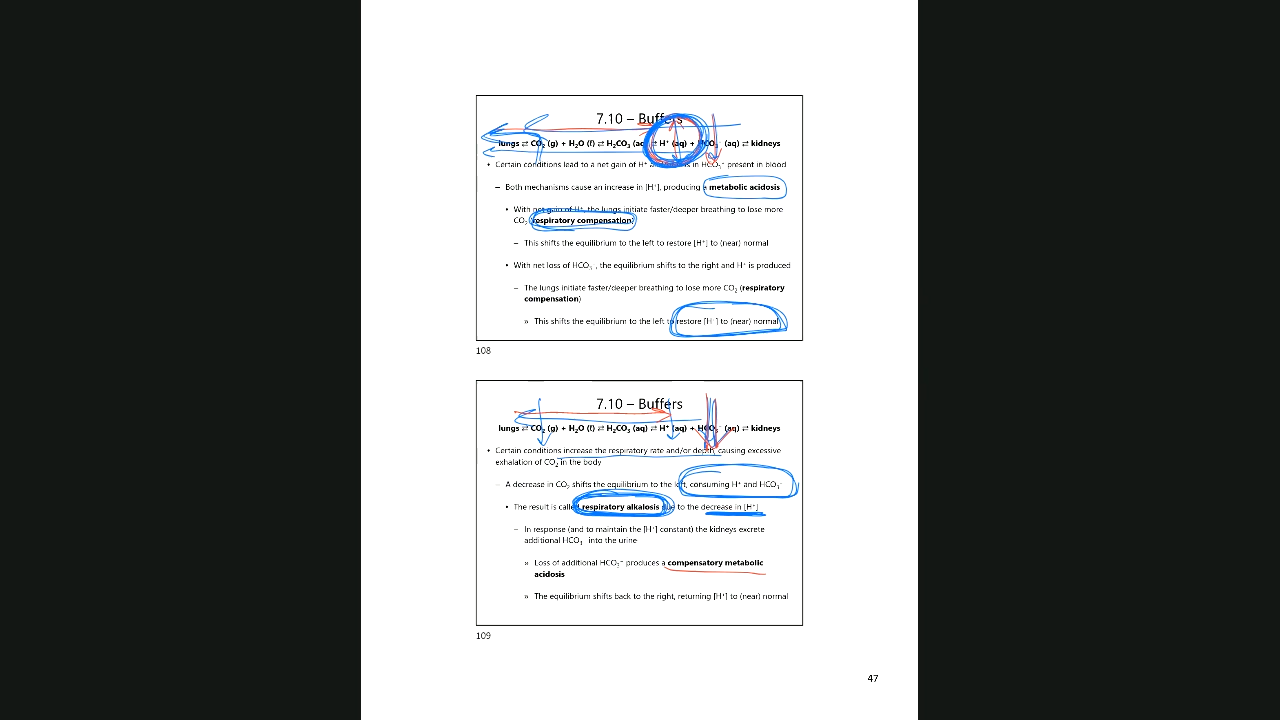 7.10 – Buffers
lungs ⇌ CO₂ (g) + H₂O (ℓ) ⇌ H₂CO₃ (aq) ⇌ H⁺ (aq) + HCO₃⁻ (aq) ⇌ kidneys
• Certain conditions lead to a net gain of H⁺ in HCO₃⁻ present in blood
– Both mechanisms cause an increase in [H⁺], producing a metabolic acidosis
• With net gain of H⁺, the lungs initiate faster/deeper breathing to lose more
CO₂ (respiratory compensation)
– This shifts the equilibrium to the left to restore [H⁺] to (near) normal
• With net loss of HCO₃⁻, the equilibrium shifts to the right and H⁺ is produced
– The lungs initiate faster/deeper breathing to lose more CO₂ (respiratory
compensation)
» This shifts the equilibrium to the left to restore [H⁺] to (near) normal
108
7.10 – Buffers
lungs ⇌ CO₂ (g) + H₂O (ℓ) ⇌ H₂CO₃ (aq) ⇌ H⁺ (aq) + HCO₃⁻ (aq) ⇌ kidneys
• Certain conditions increase the respiratory rate and/or depth, causing excessive
exhalation of CO₂ in the body
– A decrease in CO₂ shifts the equilibrium to the left, consuming H⁺ and HCO₃⁻
• The result is called respiratory alkalosis due to the decrease in [H⁺]
– In response (and to maintain the [H⁺] constant) the kidneys excrete
additional HCO₃⁻ into the urine
» Loss of additional HCO₃⁻ produces a compensatory metabolic
acidosis
» The equilibrium shifts back to the right, returning [H⁺] to (near) normal
109
47